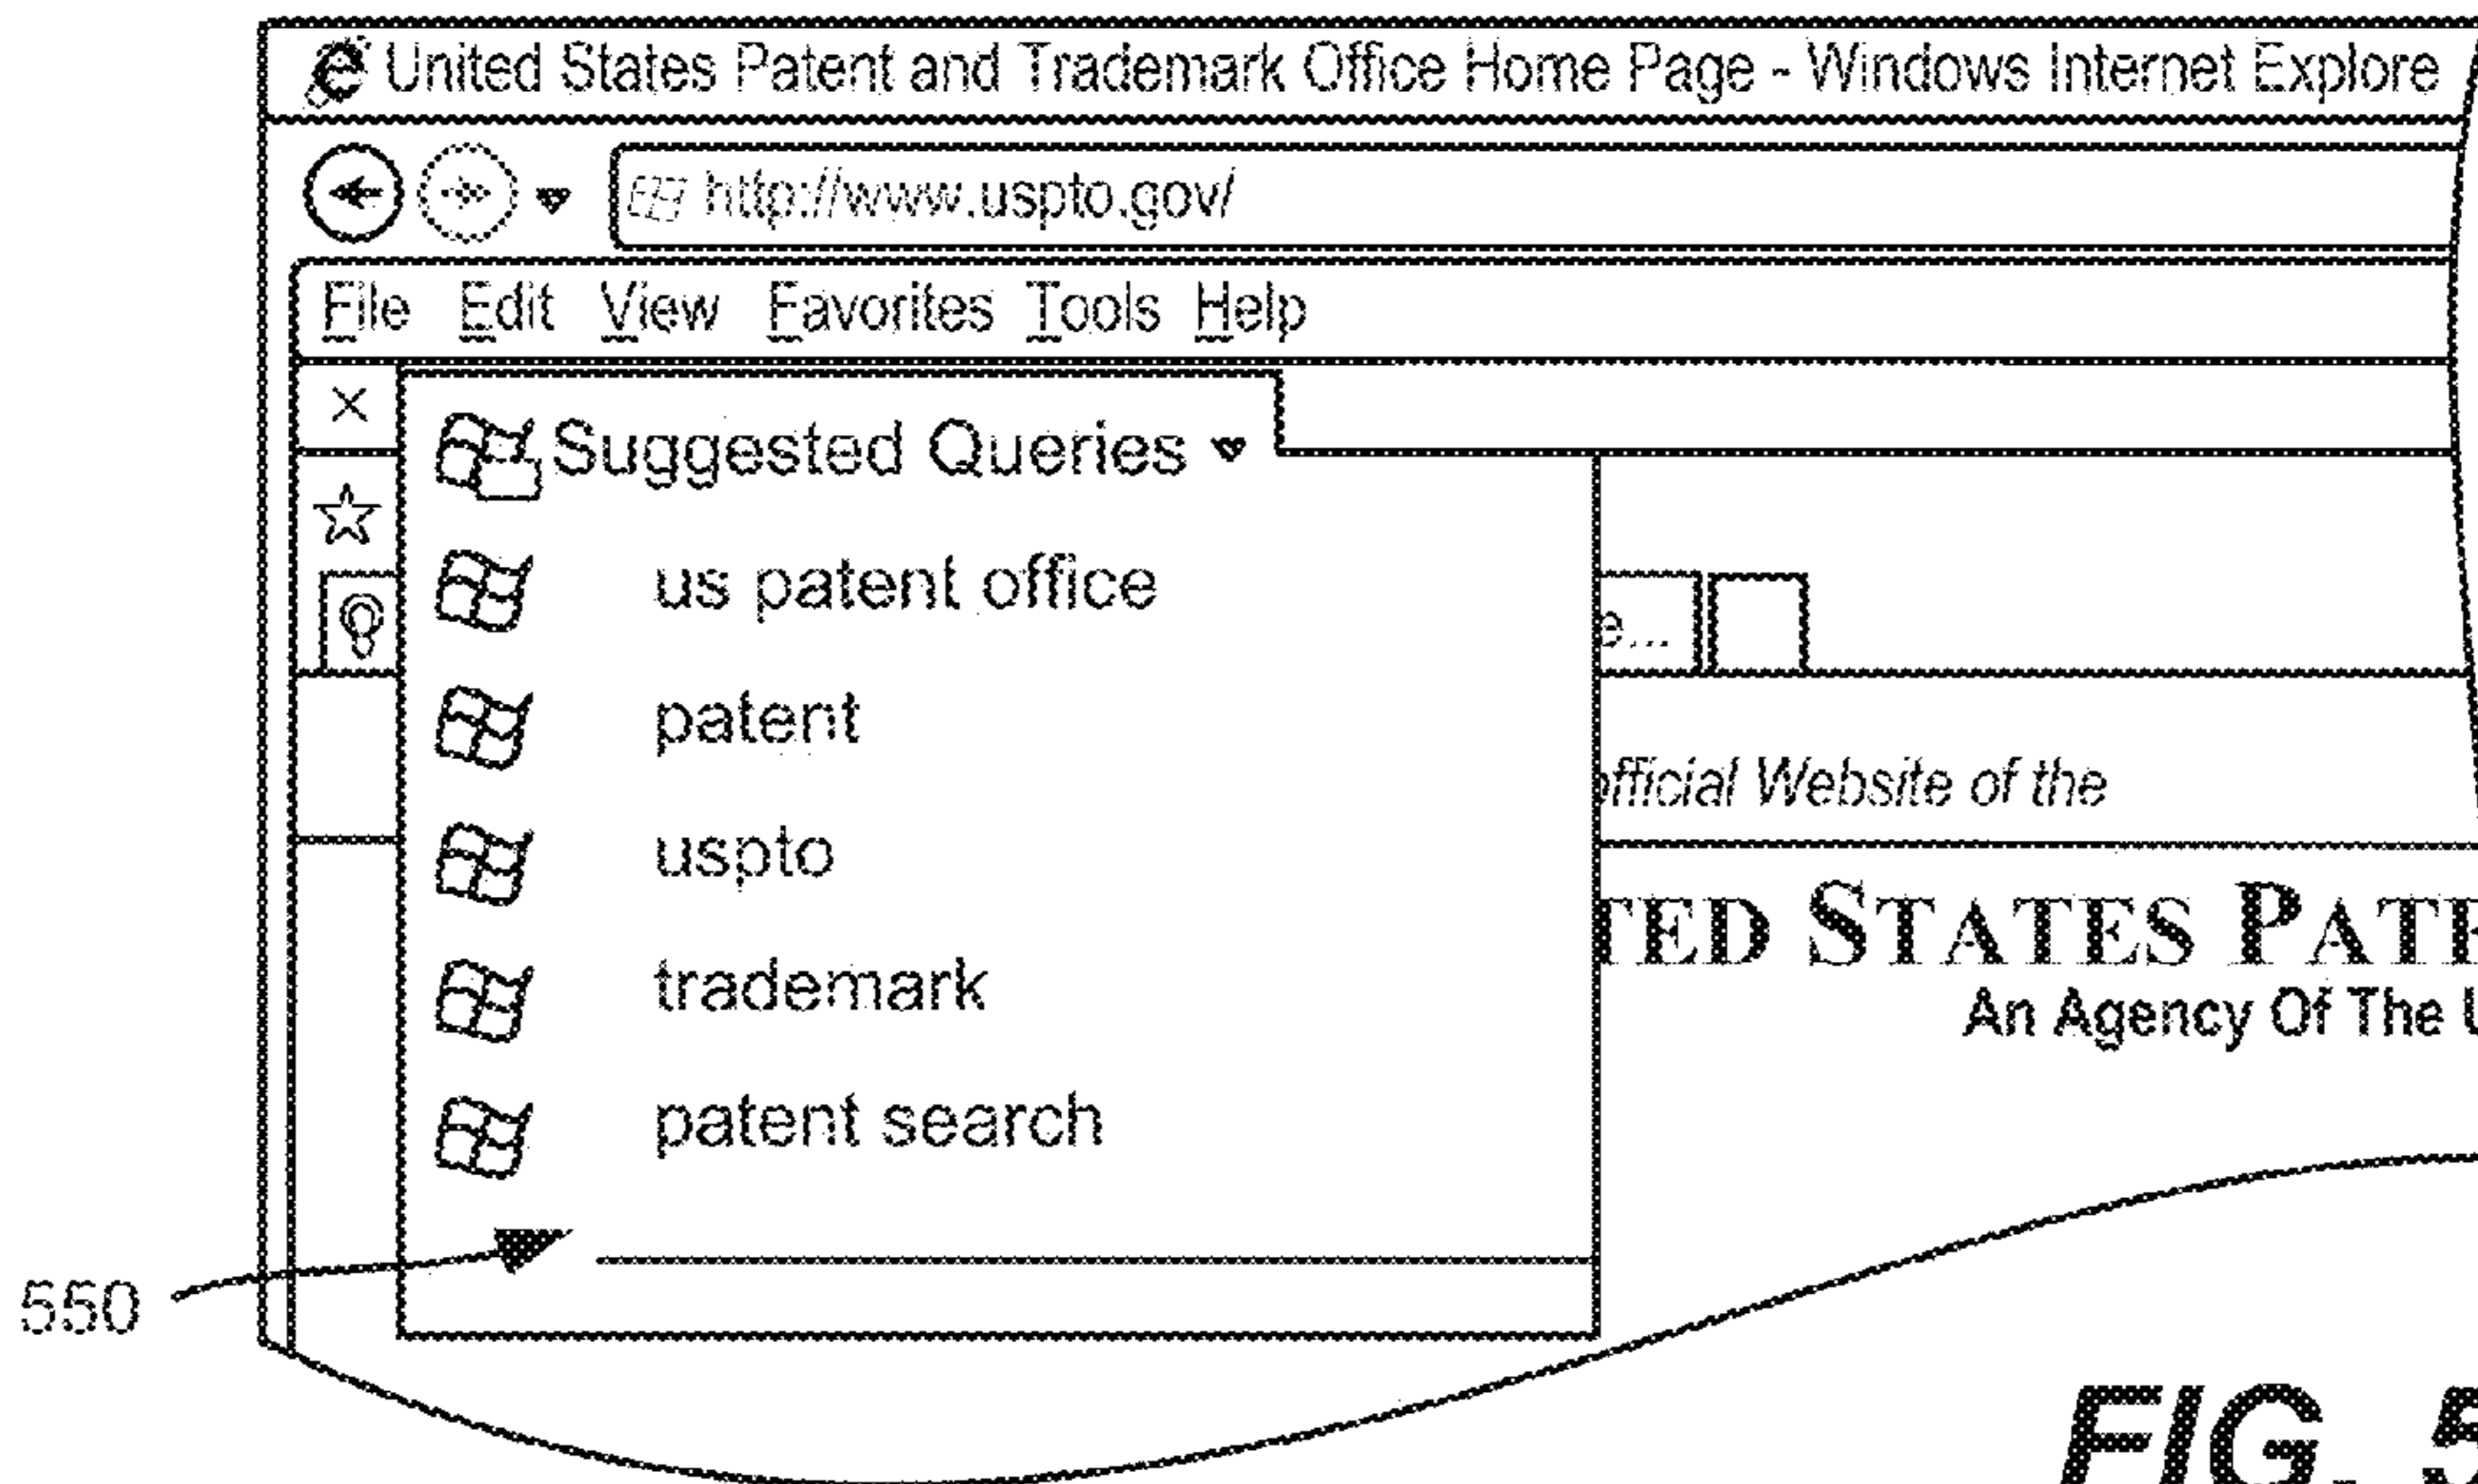 United States Patent and Trademark Office Home Page - Windows Internet Explore
http://www.uspto.gov/
File Edit View Favorites Tools Help
Suggested Queries
us patent office
e...
patent
official Website of the
uspto
TED STATES PATE
trademark
An Agency Of The U
patent search
550
FIG. 5